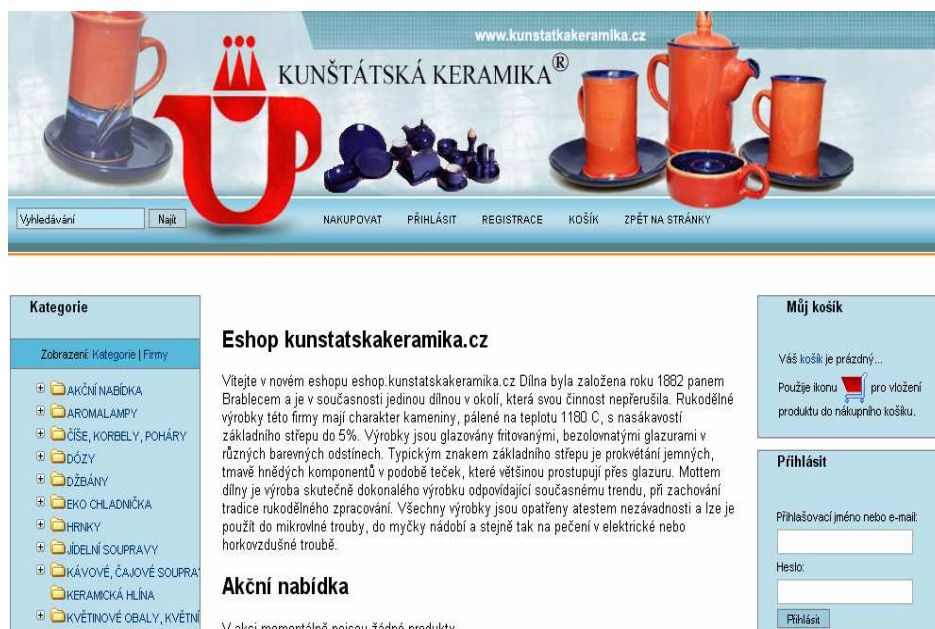 www.kunstatkakeramika.cz
KUNŠTÁTSKÁ KERAMIKA®
Vyhledávání
Najít
NAKUPOVAT PŘIHLÁSIT REGISTRACE KOŠÍK ZPĚT NA STRÁNKY
Kategorie
Zobrazení: Kategorie | Firmy
AKČNÍ NABÍDKA
AROMALAMPY
ČÍŠE, KORBELY, POHÁRY
DÓZY
DŽBÁNY
EKO CHLADNIČKA
HRNKY
JÍDELNÍ SOUPRAVY
KÁVOVÉ, ČAJOVÉ SOUPRA
KERAMICKÁ HLÍNA
KVĚTINOVÉ OBALY, KVĚTNÍ
Eshop kunstatskakeramika.cz
Vítejte v novém eshopu eshop.kunstatskakeramika.cz Dílna byla založena roku 1882 panem
Brablecem a je v současnosti jedinou dílnou v okolí, která svou činnost nepřerušila. Rukodělné
výrobky této firmy mají charakter kameniny, pálené na teplotu 1180 C, s nasákavostí
základního střepu do 5%. Výrobky jsou glazovány fritovanými, bezolovnatými glazurami v
různých barevných odstínech. Typickým znakem základního střepu je prokvétání jemných,
tmavě hnědých komponentů v podobě teček, které většinou prostupují přes glazuru. Mottem
dílny je výroba skutečně dokonalého výrobku odpovídající současnému trendu, při zachování
tradice rukodělného zpracování. Všechny výrobky jsou opatřeny atestem nezávadnosti a lze je
použít do mikrovlné trouby, do myčky nádobí a stejně tak na pečení v elektrické nebo
horkovzdušné troubě.
Akční nabídka
V akci momentálně nejsou žádné produkty
Můj košík
Váš košík je prázdný...
Použije ikonu pro vložení
produktu do nákupního košíku.
Přihlásit
Přihlašovací jméno nebo e-mail:
Heslo:
Přihlásit